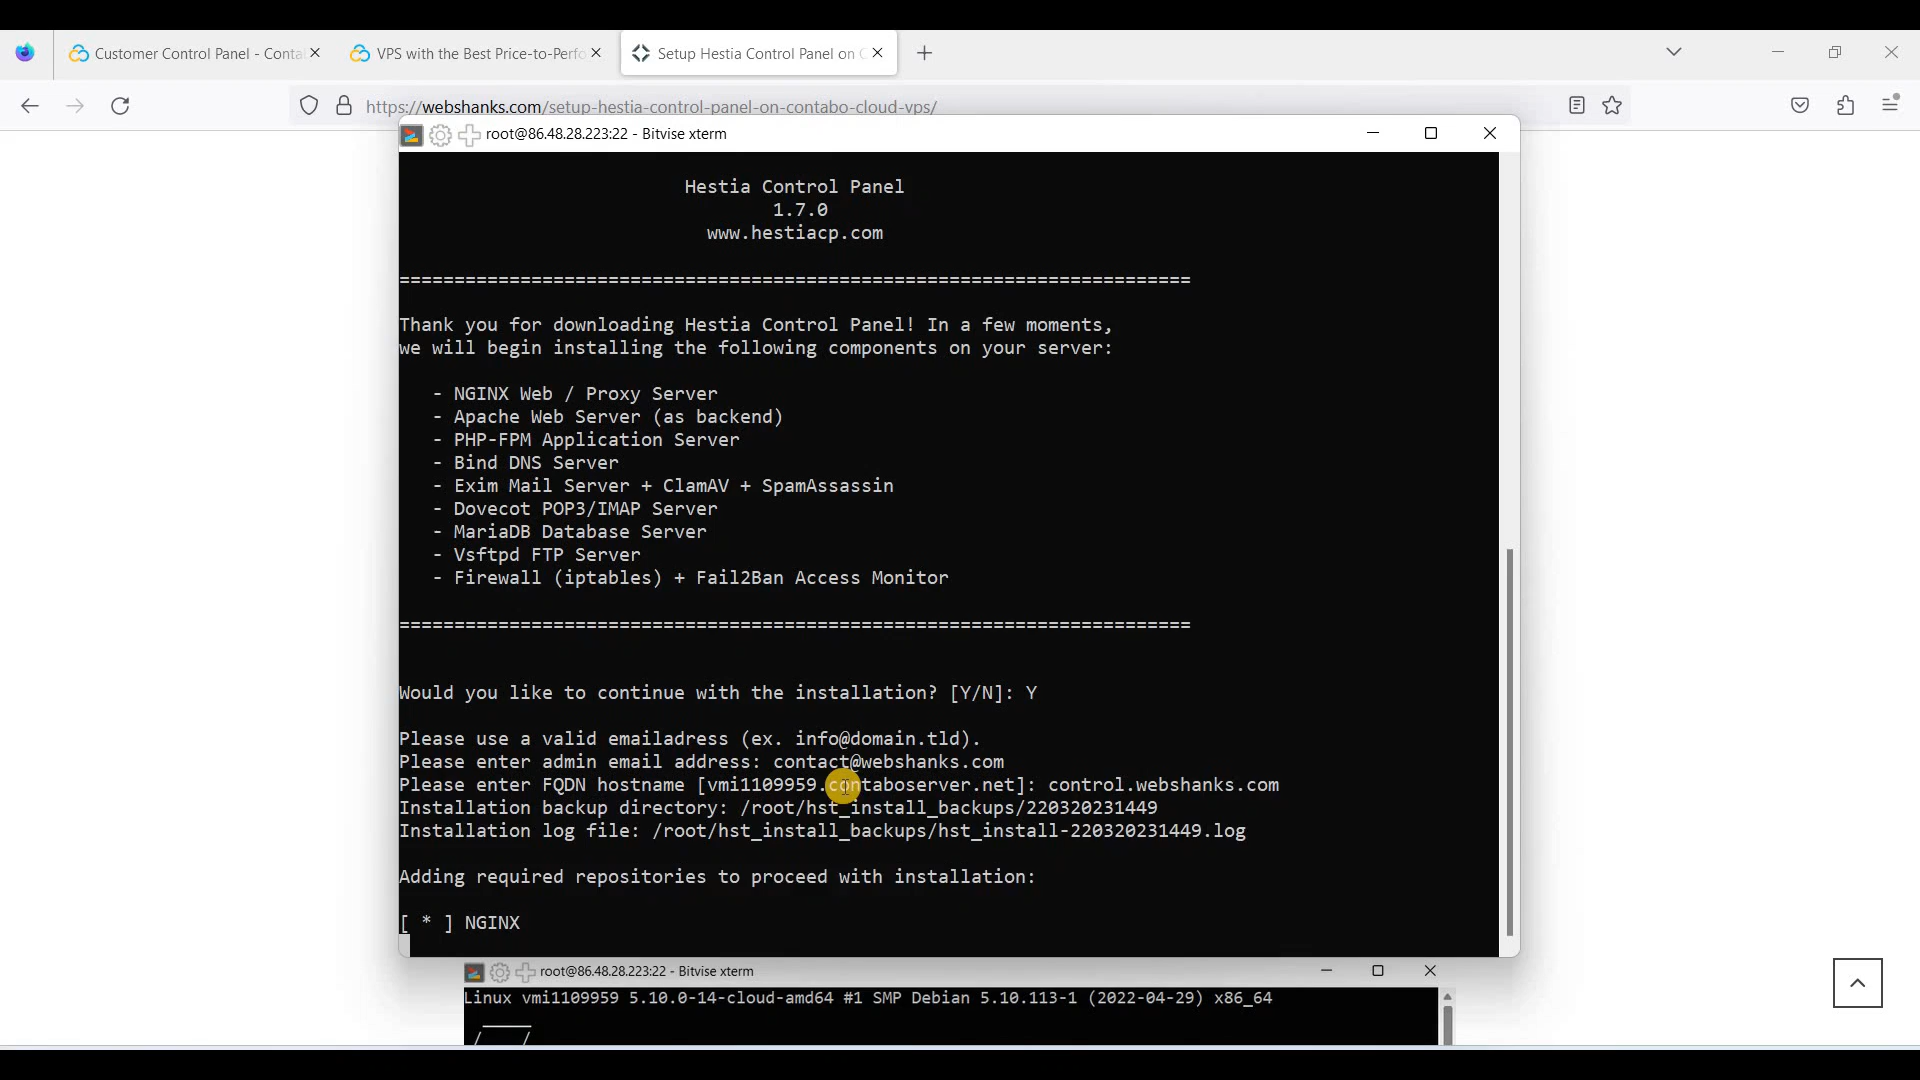 Customer Control Panel - Conta
VPS with the Best Price-to-Perfo
Setup Hestia Control Panel on C
https://webshanks.com/setup-hestia-control-panel-on-contabo-cloud-vps/
root@86.48.28.223:22 - Bitvise xterm
Hestia Control Panel
1.7.0
www.hestiacp.com
========================================================================
Thank you for downloading Hestia Control Panel! In a few moments,
we will begin installing the following components on your server:
- NGINX Web / Proxy Server
- Apache Web Server (as backend)
- PHP-FPM Application Server
- Bind DNS Server
- Exim Mail Server + ClamAV + SpamAssassin
- Dovecot POP3/IMAP Server
- MariaDB Database Server
- Vsftpd FTP Server
- Firewall (iptables) + Fail2Ban Access Monitor
========================================================================
Would you like to continue with the installation? [Y/N]: Y
Please use a valid emailadress (ex. info@domain.tld).
Please enter admin email address: contact@webshanks.com
Please enter FQDN hostname [vmi1109959.contaboserver.net]: control.webshanks.com
Installation backup directory: /root/hst_install_backups/220320231449
Installation log file: /root/hst_install_backups/hst_install-220320231449.log
Adding required repositories to proceed with installation:
[ * ] NGINX
root@86.48.28.223:22 - Bitvise xterm
Linux vmi1109959 5.10.0-14-cloud-amd64 #1 SMP Debian 5.10.113-1 (2022-04-29) x86_64